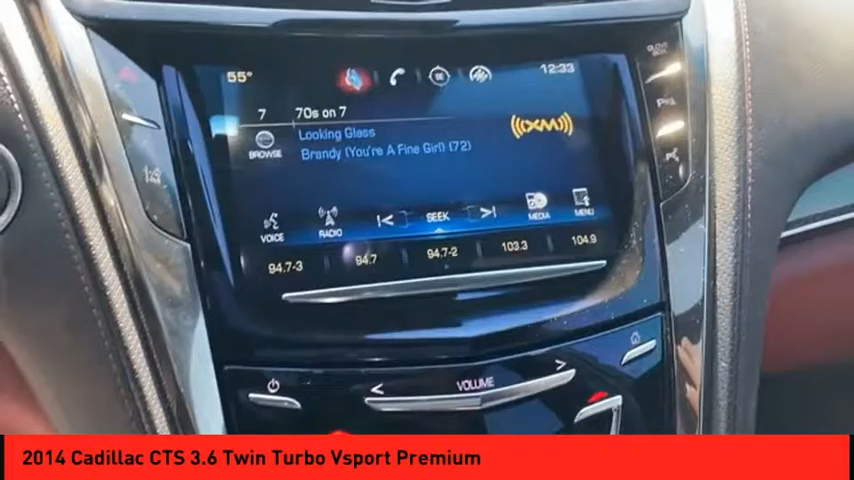 GLOVE BOX
55° 12:33
7 70s on 7
Looking Glass
BROWSE Brandy (You're A Fine Girl) (72)
((XM))
VOICE RADIO SEEK MEDIA MENU
94.7-3 94.7 94.7-2 103.3 104.9
< VOLUME >
2014 Cadillac CTS 3.6 Twin Turbo Vsport Premium